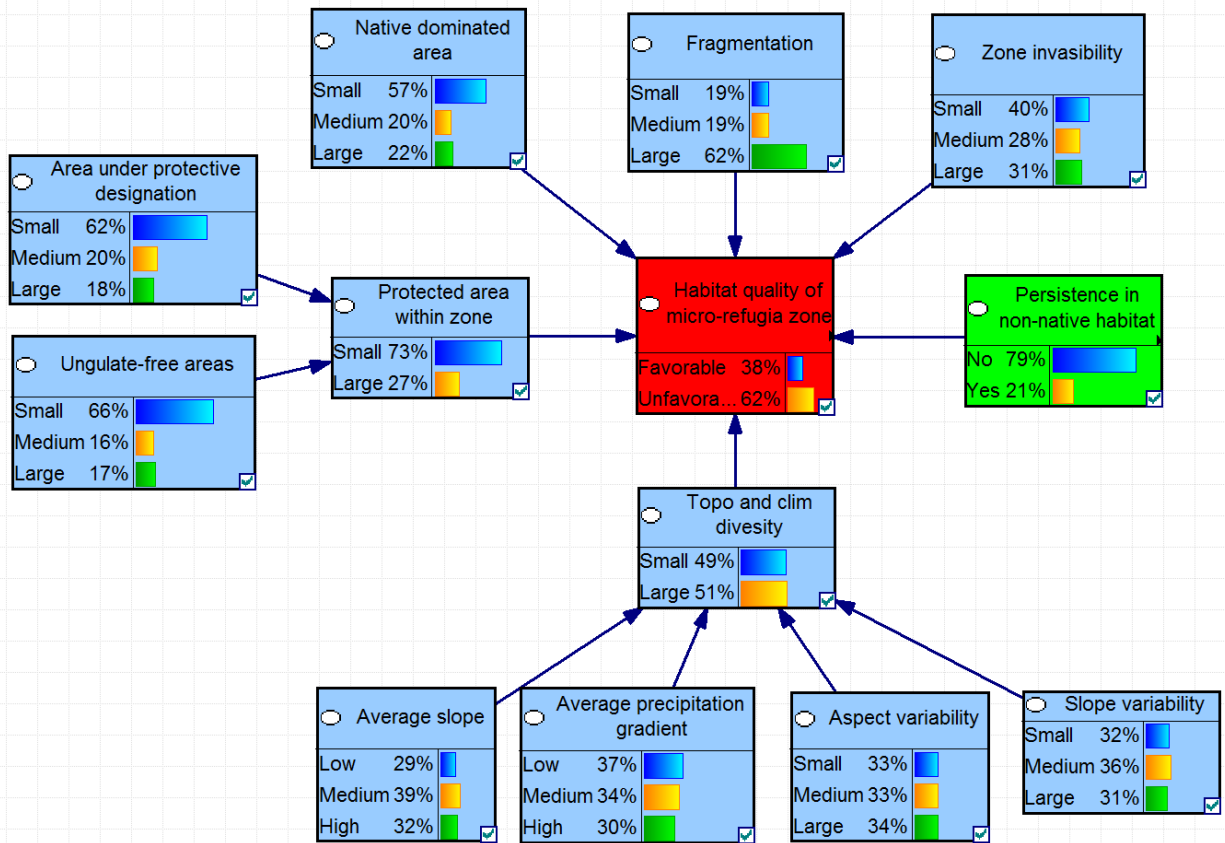 Native dominated
area
Small 57%
Medium 20%
Large 22%
Fragmentation
Small 19%
Medium 19%
Large 62%
Zone invasibility
Small 40%
Medium 28%
Large 31%
Area under protective
designation
Small 62%
Medium 20%
Large 18%
Protected area
within zone
Small 73%
Large 27%
Habitat quality of
micro-refugia zone
Favorable 38%
Unfavora... 62%
Persistence in
non-native habitat
No 79%
Yes 21%
Ungulate-free areas
Small 66%
Medium 16%
Large 17%
Topo and clim
divesity
Small 49%
Large 51%
Average slope
Low 29%
Medium 39%
High 32%
Average precipitation
gradient
Low 37%
Medium 34%
High 30%
Aspect variability
Small 33%
Medium 33%
Large 34%
Slope variability
Small 32%
Medium 36%
Large 31%